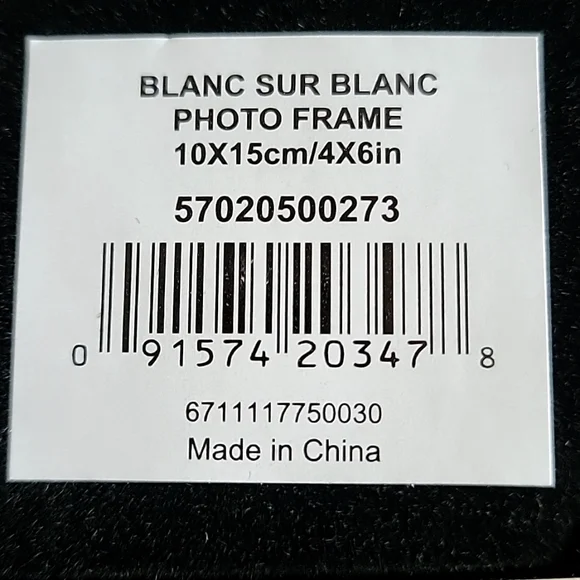 BLANC SUR BLANC
PHOTO FRAME
10X15cm/4X6in
57020500273
0 91574 20347 8
6711117750030
Made in China